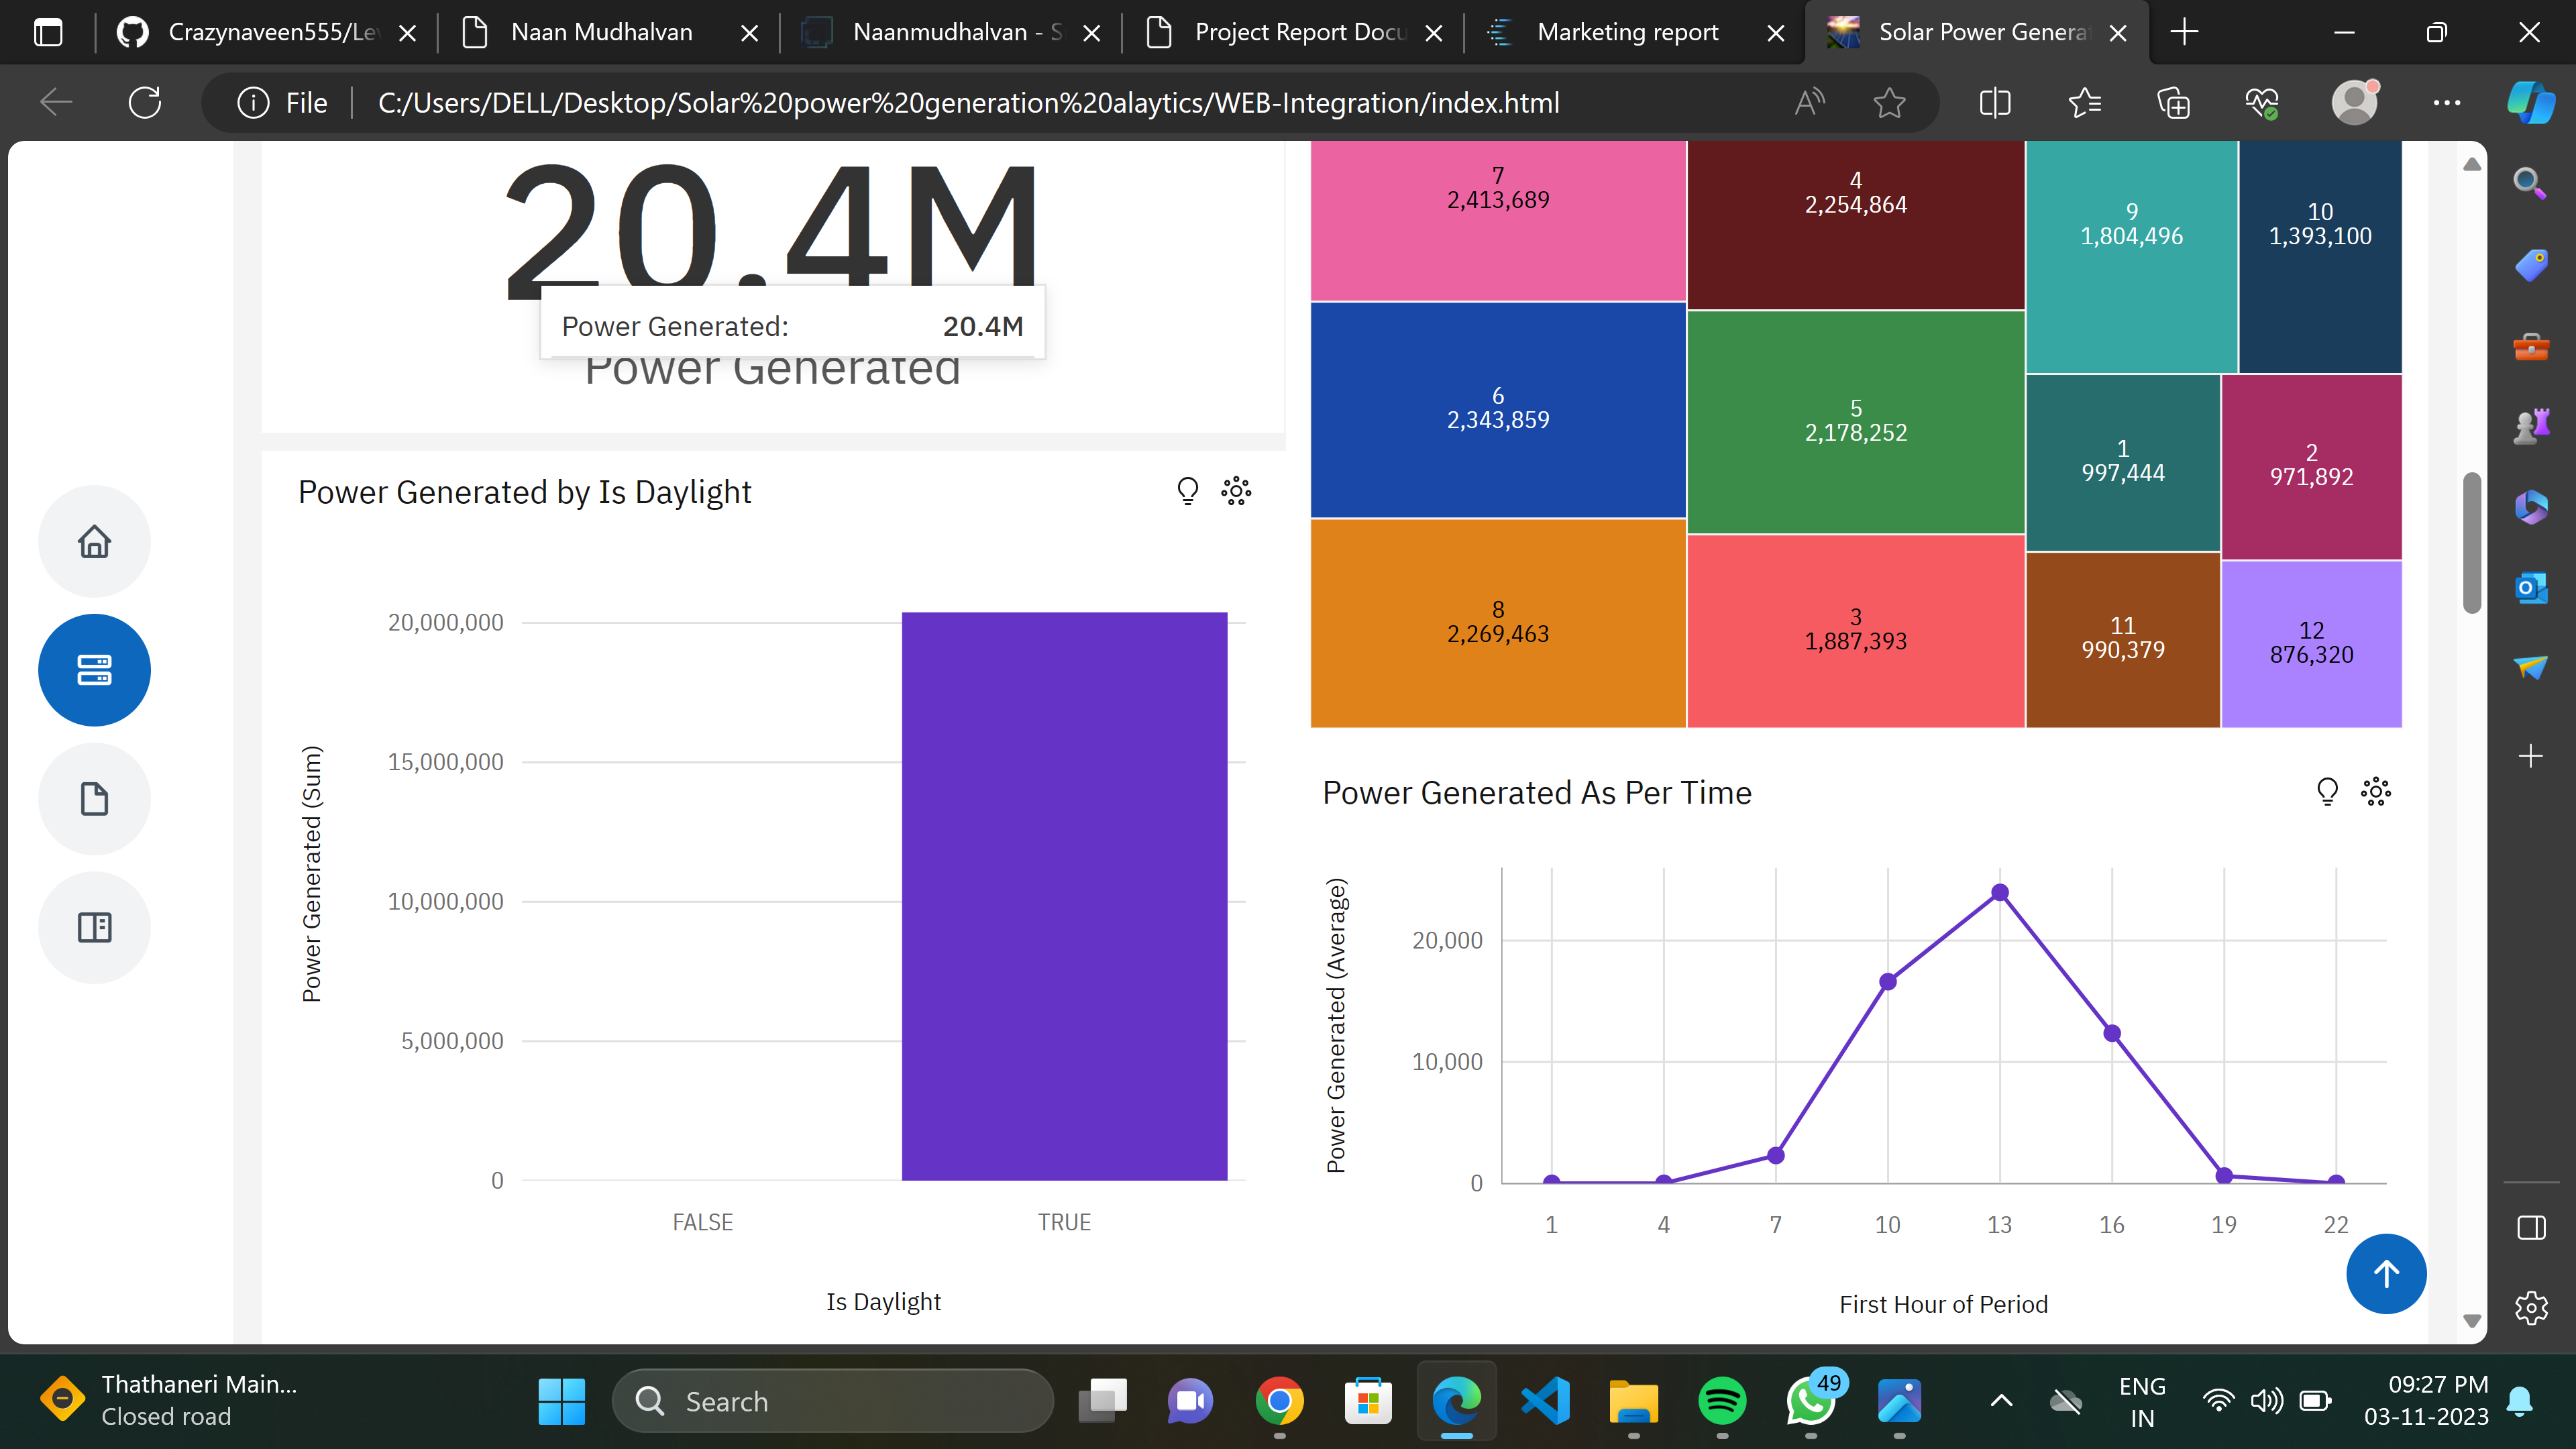 Crazynaveen555/Le
Naan Mudhalvan
Naanmudhalvan - S
Project Report Docu
Marketing report
Solar Power Genera
File
C:/Users/DELL/Desktop/Solar%20power%20generation%20alaytics/WEB-Integration/index.html
20.4M
Power Generated: 20.4M
Power Generated
7
2,413,689
4
2,254,864
9
1,804,496
10
1,393,100
6
2,343,859
5
2,178,252
1
997,444
2
971,892
8
2,269,463
3
1,887,393
11
990,379
12
876,320
Power Generated by Is Daylight
Power Generated (Sum)
20,000,000
15,000,000
10,000,000
5,000,000
0
FALSE TRUE
Is Daylight
Power Generated As Per Time
Power Generated (Average)
20,000
10,000
0
1 4 7 10 13 16 19 22
First Hour of Period
Thathaneri Main...
Closed road
Search
49
ENG
IN
09:27 PM
03-11-2023